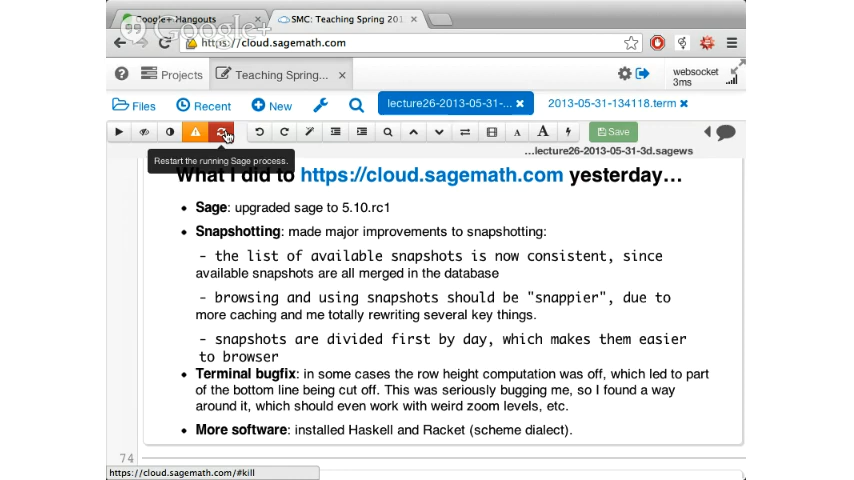 Google+ Hangouts
SMC: Teaching Spring 201
Google+
https://cloud.sagemath.com
Projects
Teaching Spring...
websocket
3ms
Files
Recent
New
lecture26-2013-05-31-...
2013-05-31-134118.term
A
A
Save
...lecture26-2013-05-31-3d.sagews
Restart the running Sage process.
What I did to https://cloud.sagemath.com yesterday...
• Sage: upgraded sage to 5.10.rc1
• Snapshotting: made major improvements to snapshotting:
- the list of available snapshots is now consistent, since
available snapshots are all merged in the database
- browsing and using snapshots should be "snappier", due to
more caching and me totally rewriting several key things.
- snapshots are divided first by day, which makes them easier
to browser
• Terminal bugfix: in some cases the row height computation was off, which led to part
of the bottom line being cut off. This was seriously bugging me, so I found a way
around it, which should even work with weird zoom levels, etc.
• More software: installed Haskell and Racket (scheme dialect).
74
https://cloud.sagemath.com/#kill